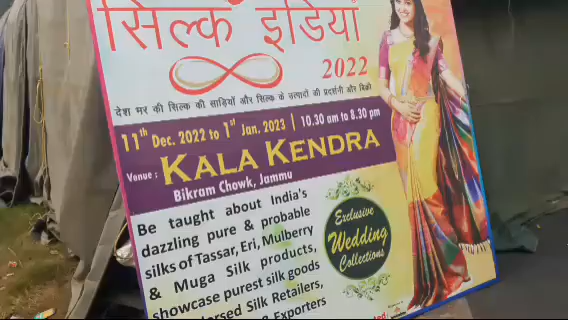 सिल्क इंडिया
2022
देश भर की सिल्क की साड़ियाँ और सिल्क के उत्पादों की प्रदर्शनी और बिक्री
11th Dec. 2022 to 1st Jan. 2023 | 10.30 am to 8.30 pm
Venue : KALA KENDRA
Bikram Chowk, Jammu
Be taught about India's
dazzling pure & probable
silks of Tassar, Eri, Mulberry
& Muga Silk products,
showcase purest silk goods
Silk Retailers,
Exporters
Exclusive
Wedding
Collections